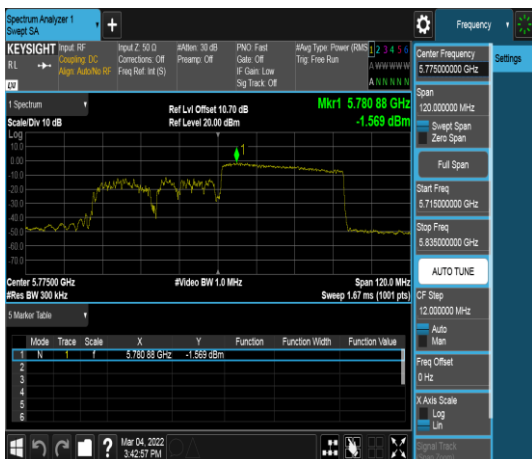 Spectrum Analyzer 1
Swept SA
+
Frequency
KEYSIGHT
RL
LXI
Input: RF
Coupling: DC
Align: Auto/No RF
Input Z: 50 Ω
Corrections: Off
Freq Ref: Int (S)
#Atten: 30 dB
Preamp: Off
PNO: Fast
Gate: Off
IF Gain: Low
Sig Track: Off
#Avg Type: Power (RMS)
Trig: Free Run
1 2 3 4 5 6
A W W W W W
A N N N N N
1 Spectrum
Scale/Div 10 dB
Ref Lvl Offset 10.70 dB
Ref Level 20.00 dBm
Mkr1 5.780 88 GHz
-1.569 dBm
Log
10.0
0.00
-10.0
-20.0
-30.0
-40.0
-50.0
-60.0
-70.0
1
Center 5.77500 GHz
#Res BW 300 kHz
#Video BW 1.0 MHz
Span 120.0 MHz
Sweep 1.67 ms (1001 pts)
5 Marker Table
Mode Trace Scale X Y Function Function Width Function Value
1 N 1 f 5.780 88 GHz -1.569 dBm
2
3
4
5
6
Mar 04, 2022
3:42:57 PM
?
Center Frequency
5.775000000 GHz
Span
120.000000 MHz
Swept Span
Zero Span
Full Span
Start Freq
5.715000000 GHz
Stop Freq
5.835000000 GHz
AUTO TUNE
CF Step
12.000000 MHz
Auto
Man
Freq Offset
0 Hz
X Axis Scale
Log
Lin
Signal Track
Settings